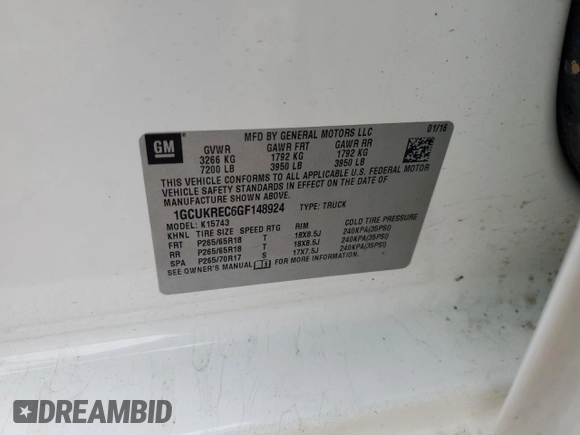 GM
MFD BY GENERAL MOTORS LLC
01/16
GVWR GAWR FRT GAWR RR
3266 KG 1792 KG 1792 KG
7200 LB 3950 LB 3950 LB
THIS VEHICLE CONFORMS TO ALL APPLICABLE U.S. FEDERAL MOTOR
VEHICLE SAFETY STANDARDS IN EFFECT ON THE DATE OF
MANUFACTURE SHOWN ABOVE.
1GCUKREC6GF148924 TYPE: TRUCK
MODEL: K15743
KHNL TIRE SIZE SPEED RTG RIM COLD TIRE PRESSURE
FRT P265/65R18 T 18X8.5J 240KPA(35PSI)
RR P265/65R18 T 18X8.5J 240KPA(35PSI)
SPA P265/70R17 S 17X7.5J 240KPA(35PSI)
SEE OWNER'S MANUAL FOR MORE INFORMATION.
DREAMBID